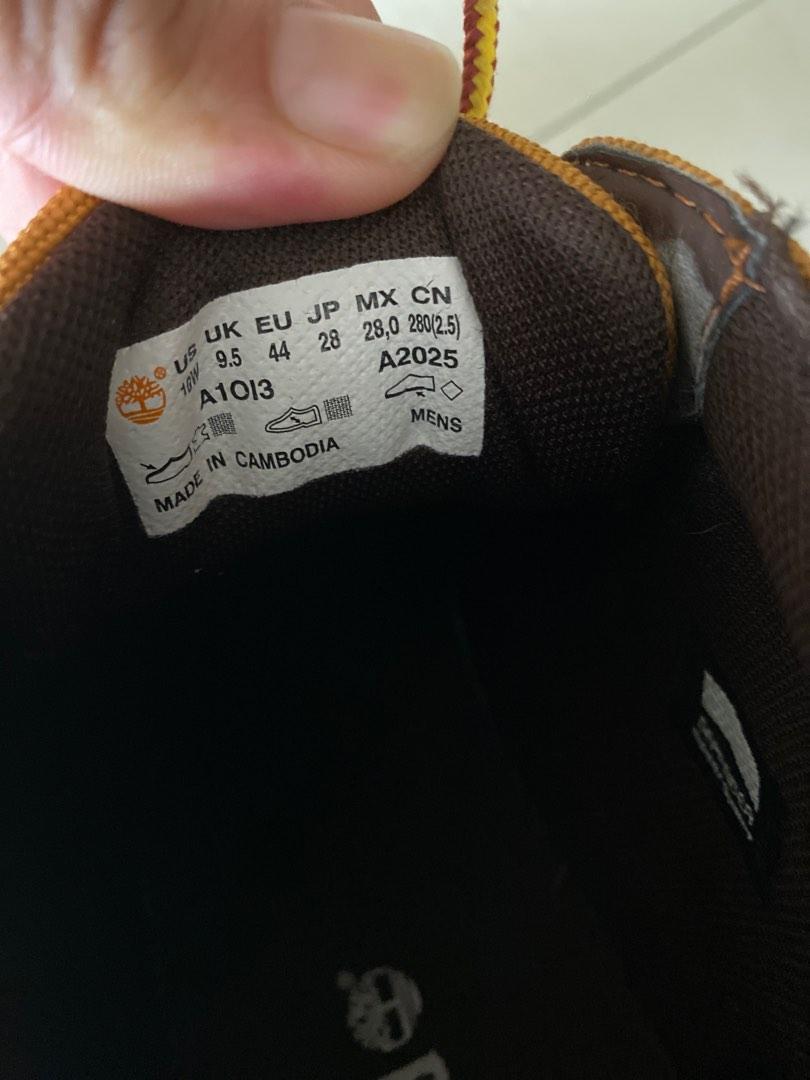 US UK EU JP MX CN
10W 9.5 44 28 28,0 280(2.5)
A1OI3 A2025
MENS
MADE IN CAMBODIA